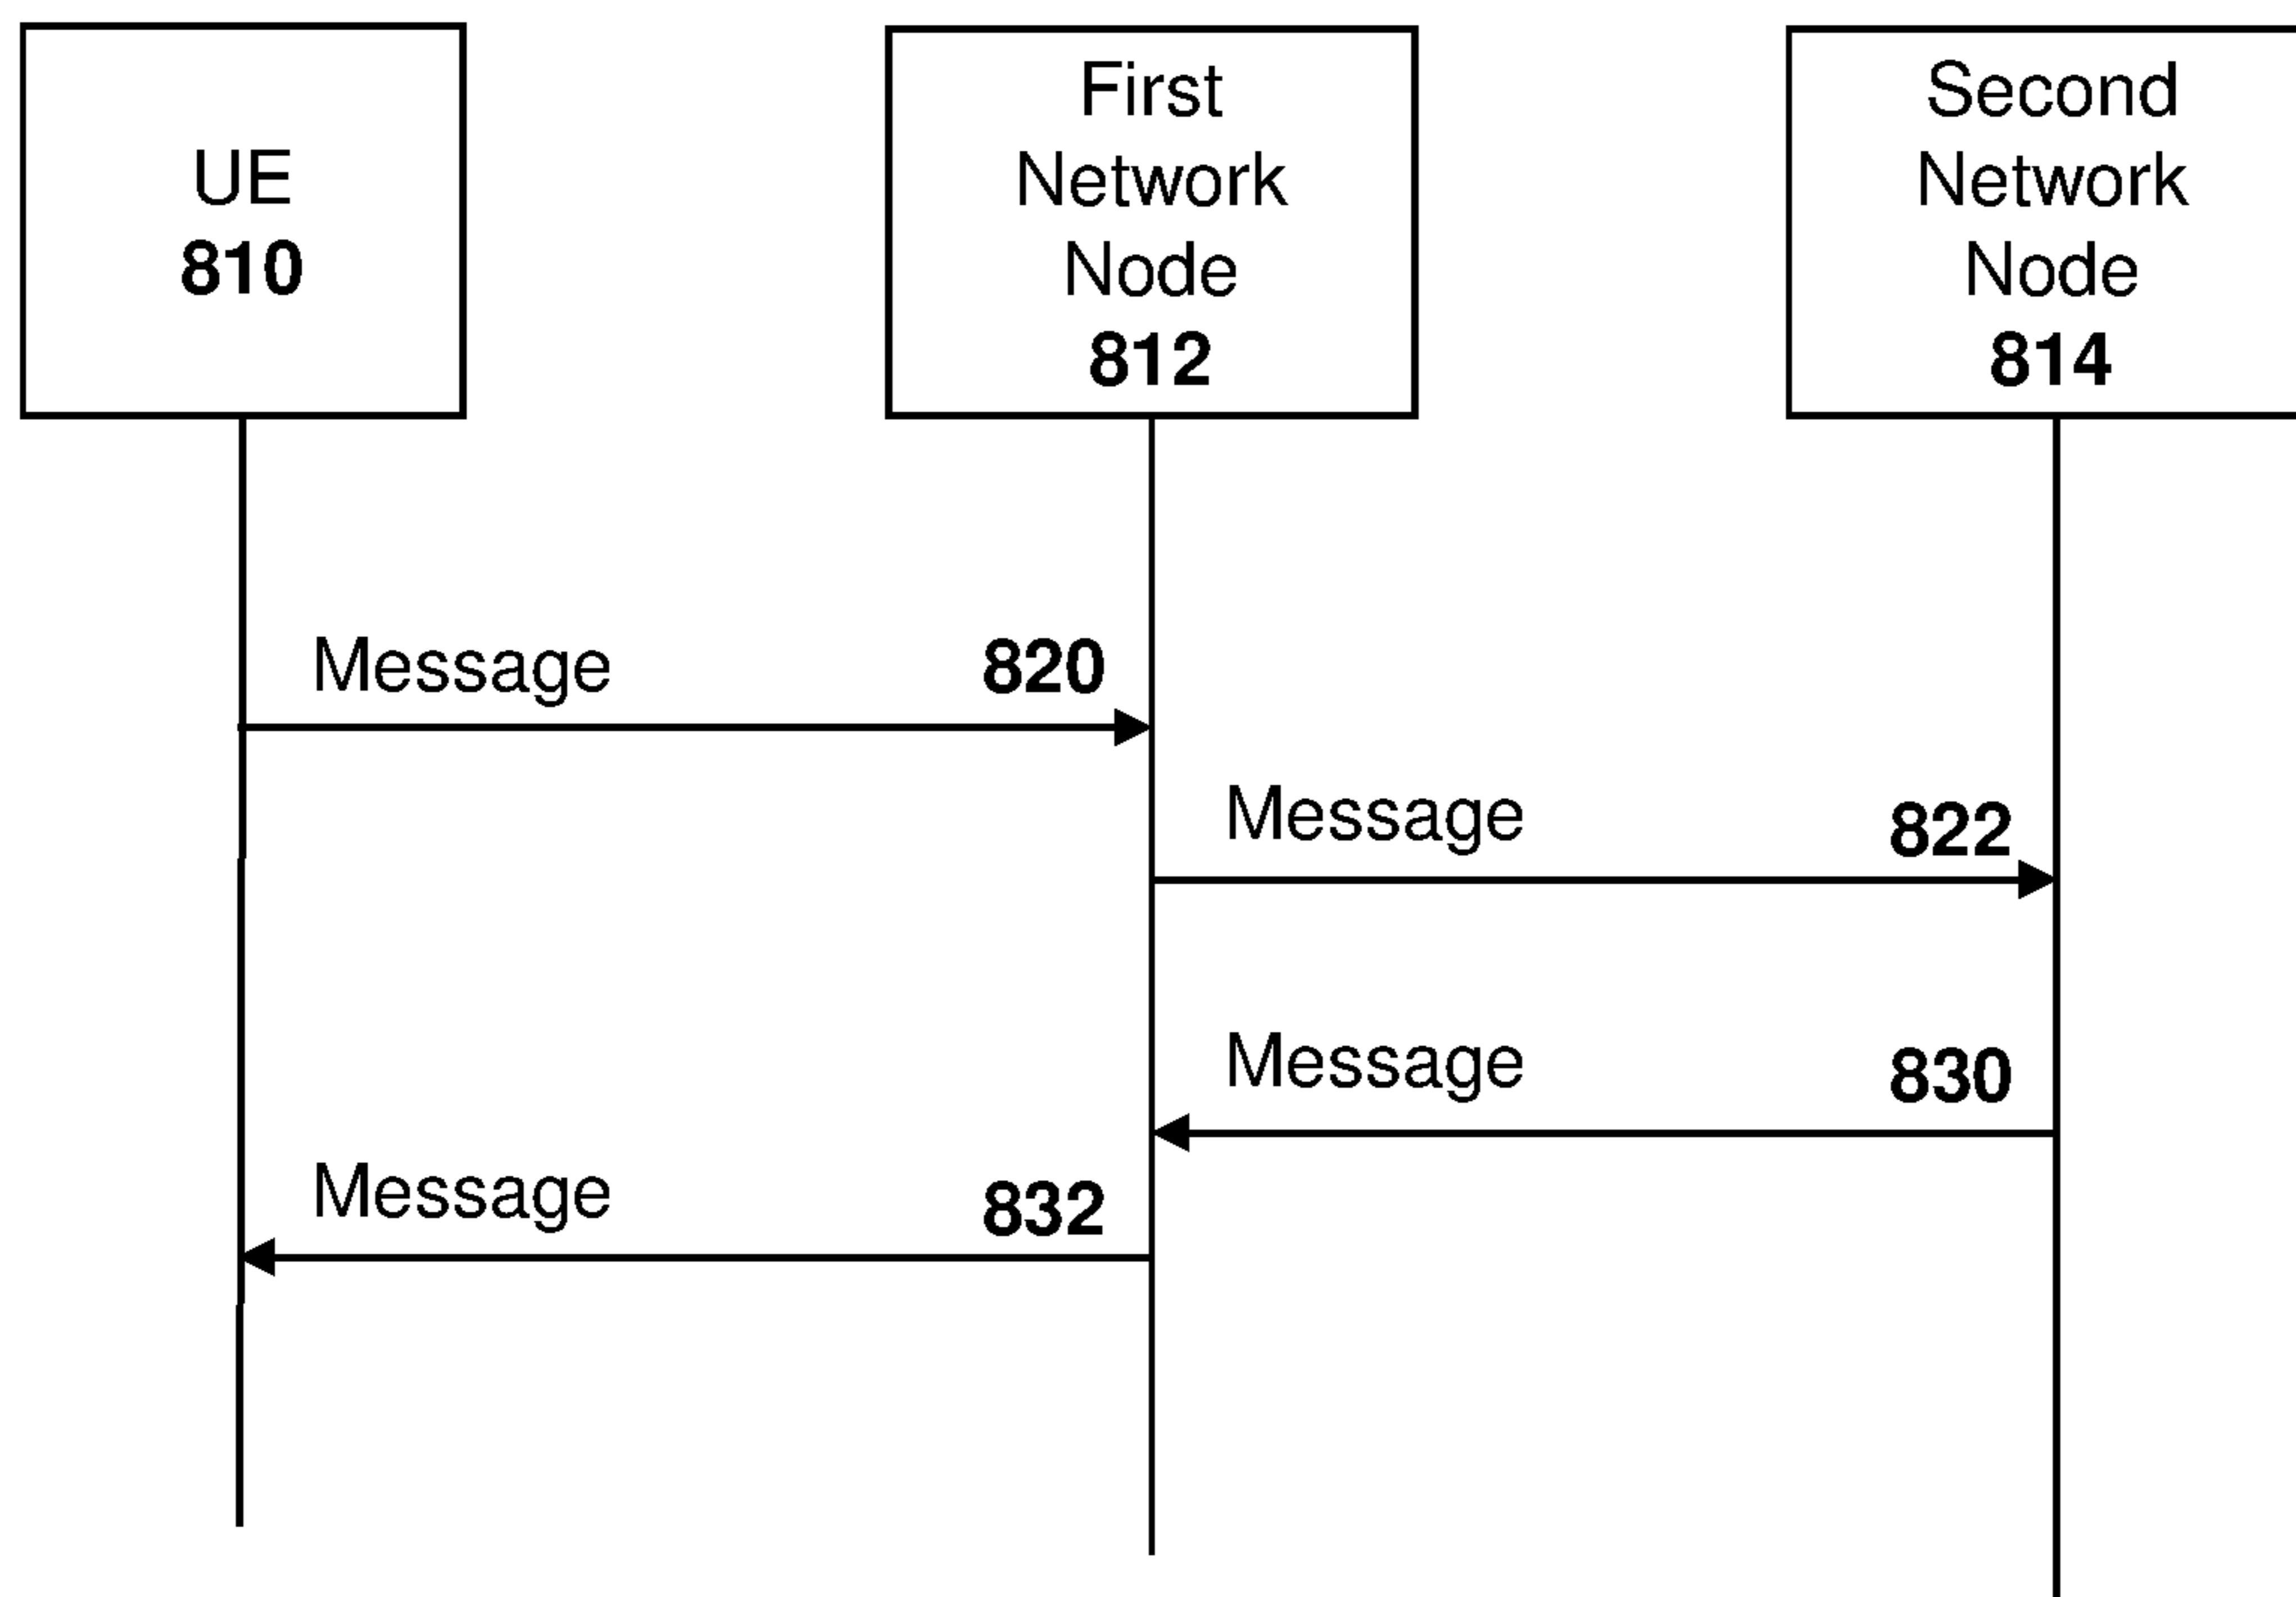 UE
810
First
Network
Node
812
Second
Network
Node
814
Message 820
Message 822
Message 830
Message 832